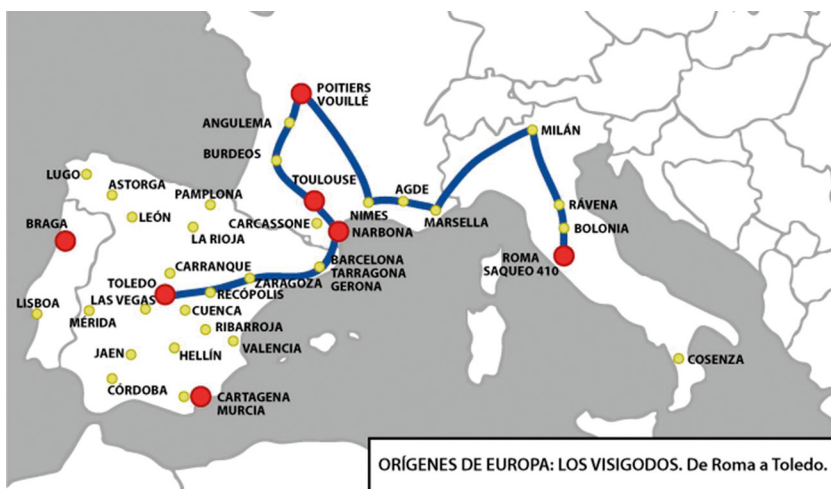 POITIERS
VOUILLÉ
ANGULEMA
MILÁN
BURDEOS
LUGO
ASTORGA
PAMPLONA
TOULOUSE
AGDE
NIMES
MARSELLA
RÁVENA
BRAGA
LEÓN
LA RIOJA
CARCASSONE
NARBONA
BOLONIA
ROMA
SAQUEO 410
CARRANQUE
BARCELONA
TARRAGONA
GERONA
TOLEDO
LAS VEGAS
ZARAGOZA
RECÓPOLIS
LISBOA
MÉRIDA
CUENCA
RIBARROJA
VALENCIA
JAEN
HELLÍN
COSENZA
CÓRDOBA
CARTAGENA
MURCIA
ORÍGENES DE EUROPA: LOS VISIGODOS. De Roma a Toledo.